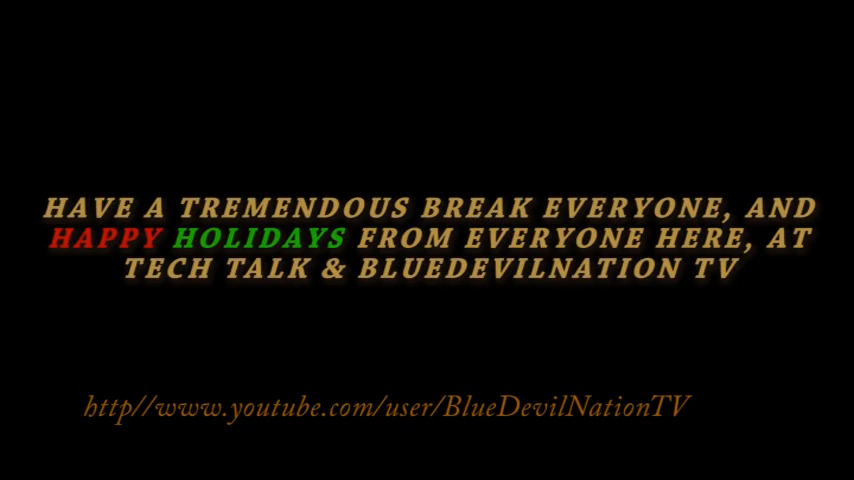 HAVE A TREMENDOUS BREAK EVERYONE, AND
HAPPY HOLIDAYS FROM EVERYONE HERE, AT
TECH TALK & BLUEDEVILNATION TV
http//www.youtube.com/user/BlueDevilNationTV